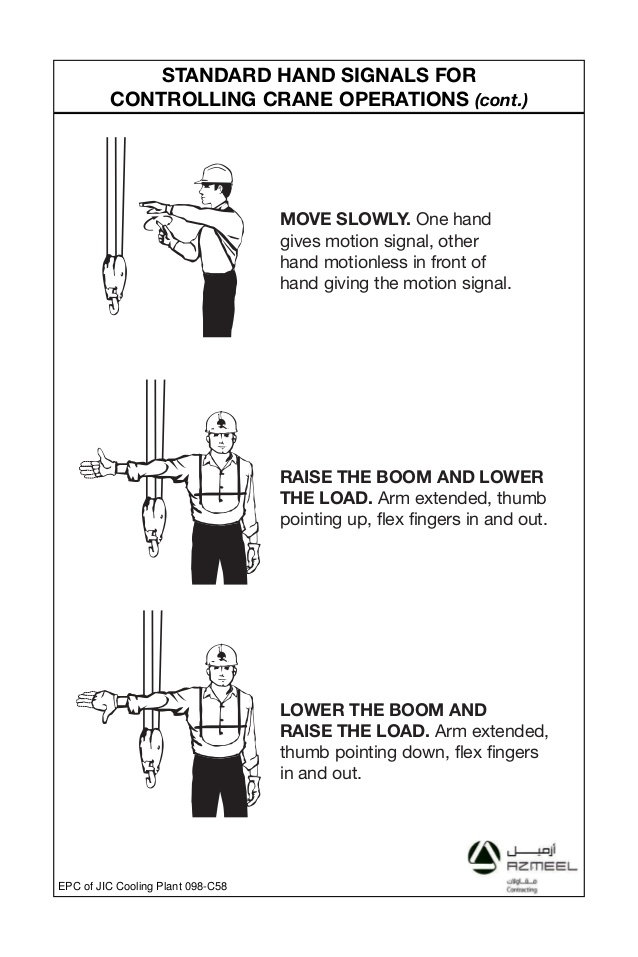 STANDARD HAND SIGNALS FOR
CONTROLLING CRANE OPERATIONS (cont.)
MOVE SLOWLY. One hand
gives motion signal, other
hand motionless in front of
hand giving the motion signal.
RAISE THE BOOM AND LOWER
THE LOAD. Arm extended, thumb
pointing up, flex fingers in and out.
LOWER THE BOOM AND
RAISE THE LOAD. Arm extended,
thumb pointing down, flex fingers
in and out.
أزميل
AZMEEL
مقاولات
Contracting
EPC of JIC Cooling Plant 098-C58